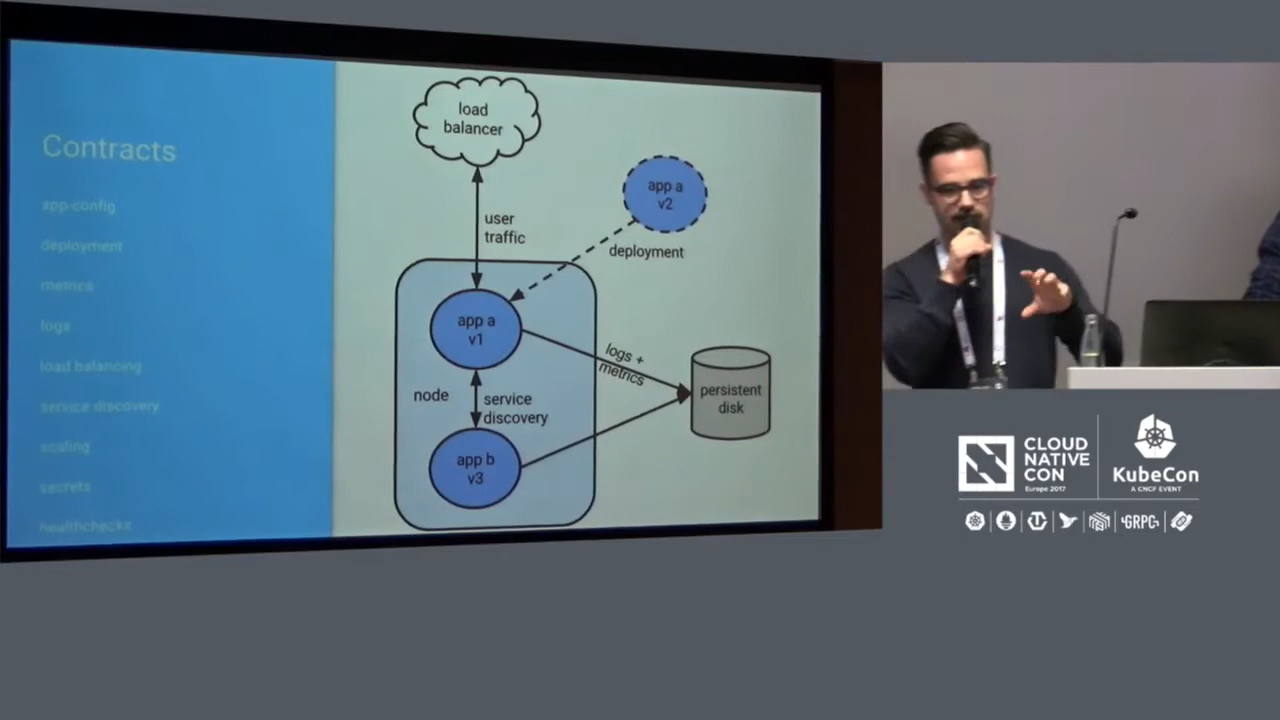 Contracts
app config
deployment
metrics
logs
load balancing
service discovery
scaling
secrets
healthchecks
load
balancer
app a
v2
user
traffic
deployment
app a
v1
logs +
metrics
node
service
discovery
persistent
disk
app b
v3
CLOUD
NATIVE
CON
Europe 2017
KubeCon
A CNCF EVENT
GRPC